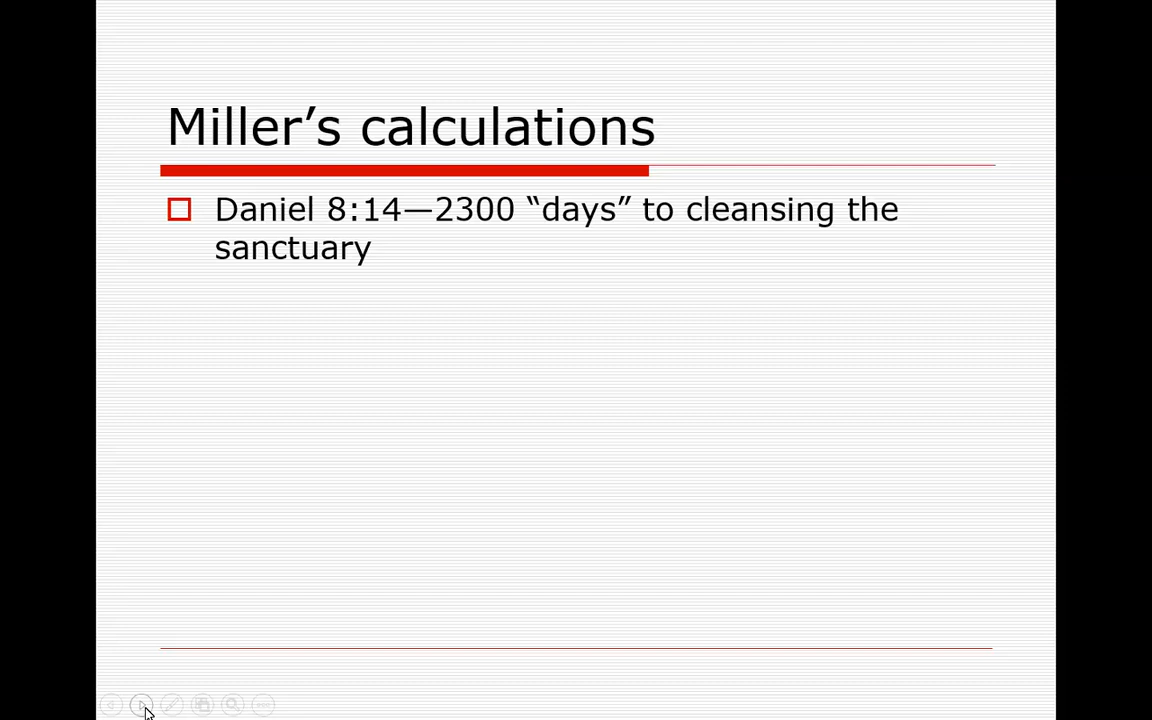 Miller’s calculations
Daniel 8:14—2300 “days” to cleansing the
sanctuary